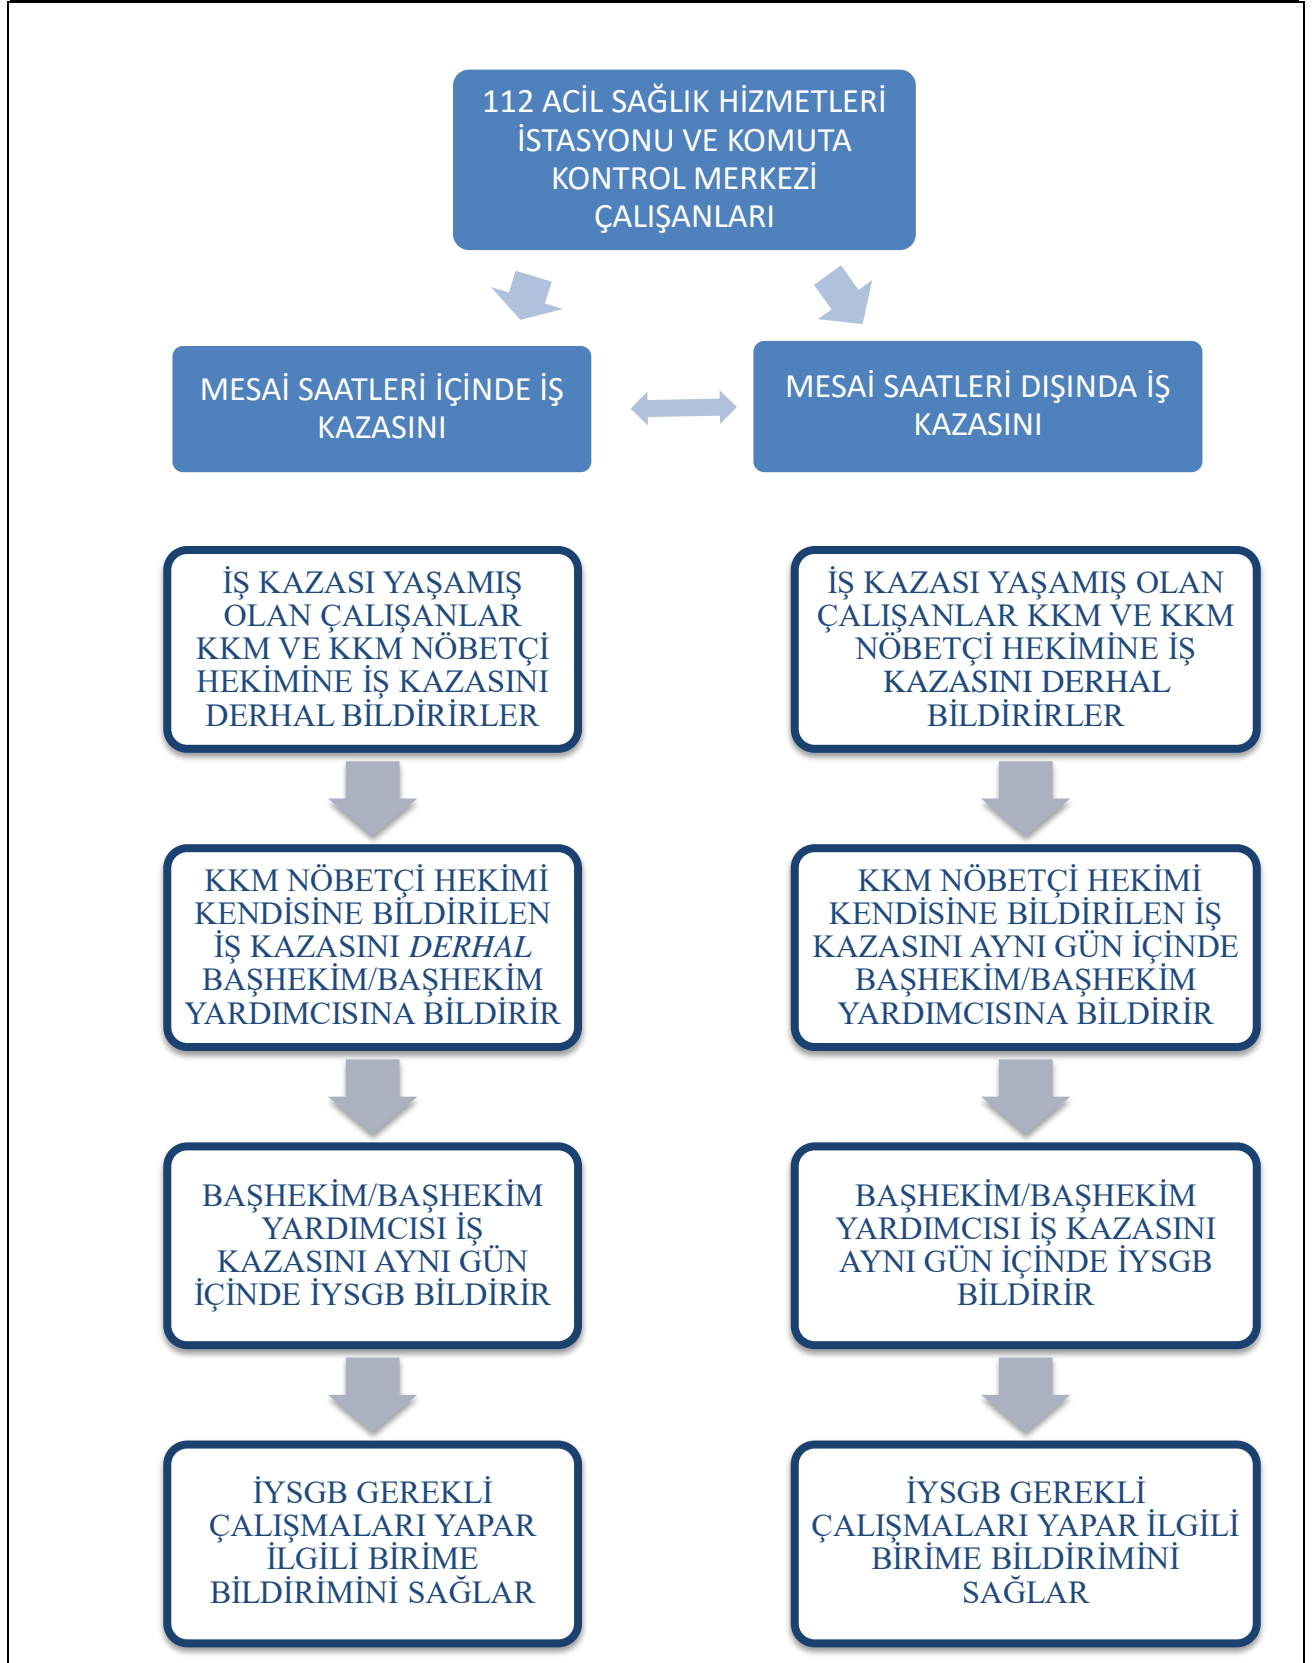 112 ACİL SAĞLIK HİZMETLERİ
İSTASYONU VE KOMUTA
KONTROL MERKEZİ
ÇALIŞANLARI
MESAİ SAATLERİ İÇİNDE İŞ
KAZASINI
MESAİ SAATLERİ DIŞINDA İŞ
KAZASINI
İŞ KAZASI YAŞAMIŞ
OLAN ÇALIŞANLAR
KKM VE KKM NÖBETÇİ
HEKİMİNE İŞ KAZASINI
DERHAL BİLDİRİRLER
KKM NÖBETÇİ HEKİMİ
KENDİSİNE BİLDİRİLEN
İŞ KAZASINI DERHAL
BAŞHEKİM/BAŞHEKİM
YARDIMCISINA BİLDİRİR
BAŞHEKİM/BAŞHEKİM
YARDIMCISI İŞ
KAZASINI AYNI GÜN
İÇİNDE İYSGB BİLDİRİR
İYSGB GEREKLİ
ÇALIŞMALARI YAPAR
İLGİLİ BİRİME
BİLDİRİMİNİ SAĞLAR
İŞ KAZASI YAŞAMIŞ OLAN
ÇALIŞANLAR KKM VE KKM
NÖBETÇİ HEKİMİNE İŞ
KAZASINI DERHAL
BİLDİRİRLER
KKM NÖBETÇİ HEKİMİ
KENDİSİNE BİLDİRİLEN İŞ
KAZASINI AYNI GÜN İÇİNDE
BAŞHEKİM/BAŞHEKİM
YARDIMCISINA BİLDİRİR
BAŞHEKİM/BAŞHEKİM
YARDIMCISI İŞ KAZASINI
AYNI GÜN İÇİNDE İYSGB
BİLDİRİR
İYSGB GEREKLİ
ÇALIŞMALARI YAPAR İLGİLİ
BİRİME BİLDİRİMİNİ
SAĞLAR